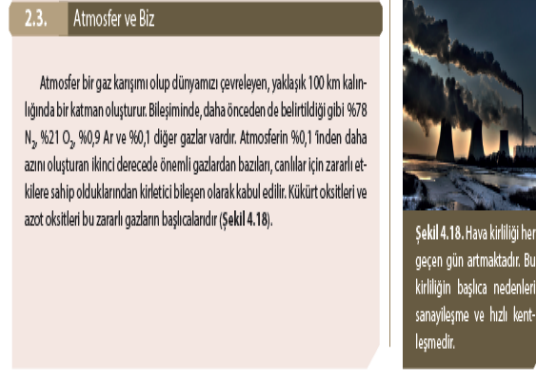 2.3. Atmosfer ve Biz
Atmosfer bir gaz karışımı olup dünyamızı çevreleyen, yaklaşık 100 km kalın-
lığında bir katman oluşturur. Bileşiminde, daha önceden de belirtildiği gibi %78
N₂, %21 O₂, %0,9 Ar ve %0,1 diğer gazlar vardır. Atmosferin %0,1 'inden daha
azını oluşturan ikinci derecede önemli gazlardan bazıları, canlılar için zararlı et-
kilere sahip olduklarından kirletici bileşen olarak kabul edilir. Kükürt oksitleri ve
azot oksitleri bu zararlı gazların başlıcalarıdır (Şekil 4.18).
Şekil 4.18. Hava kirliliği her
geçen gün artmaktadır. Bu
kirliliğin başlıca nedenleri
sanayileşme ve hızlı kent-
leşmedir.